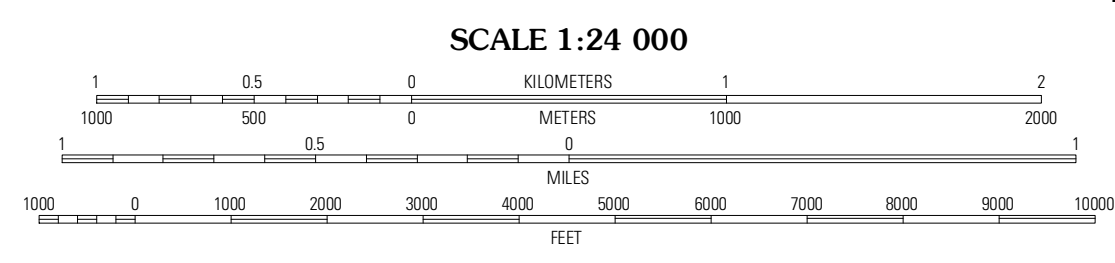 SCALE 1:24 000
1 0.5 0 KILOMETERS 1 2
1000 500 0 METERS 1000 2000
1 0.5 0 1
MILES
1000 0 1000 2000 3000 4000 5000 6000 7000 8000 9000 10000
FEET